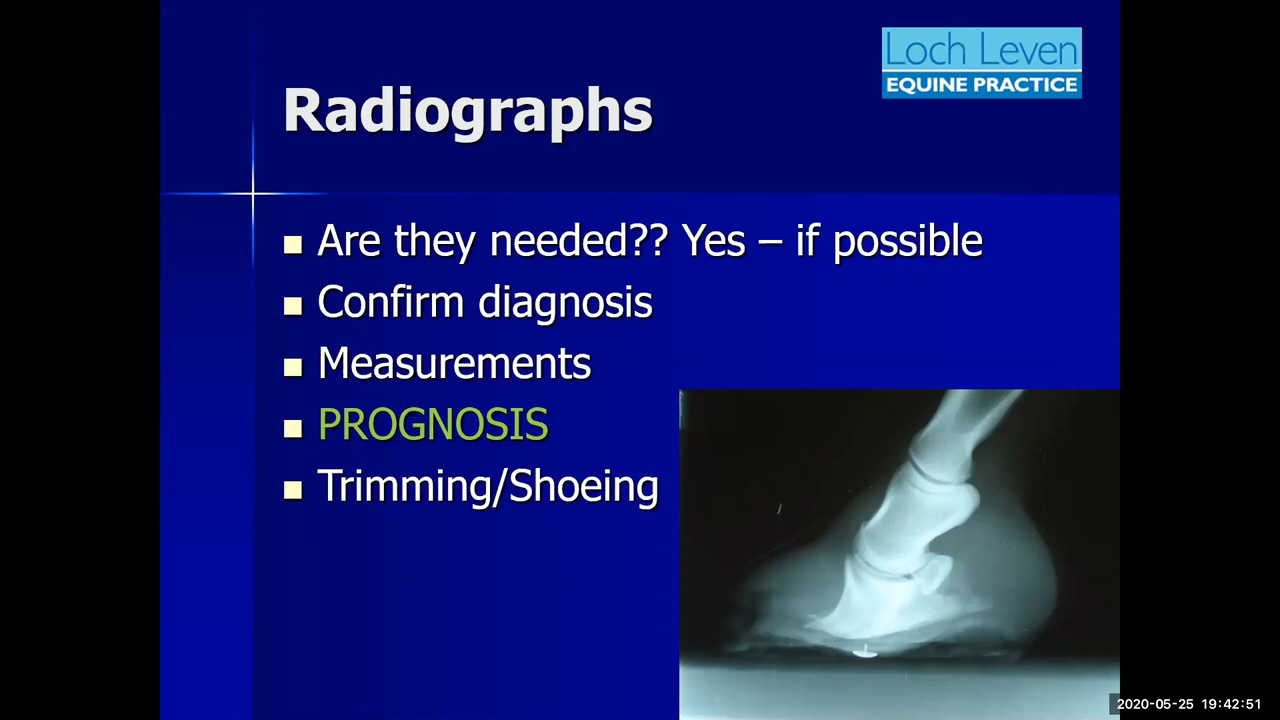 Loch Leven
EQUINE PRACTICE
Radiographs
Are they needed?? Yes – if possible
Confirm diagnosis
Measurements
PROGNOSIS
Trimming/Shoeing
2020-05-25 19:42:51